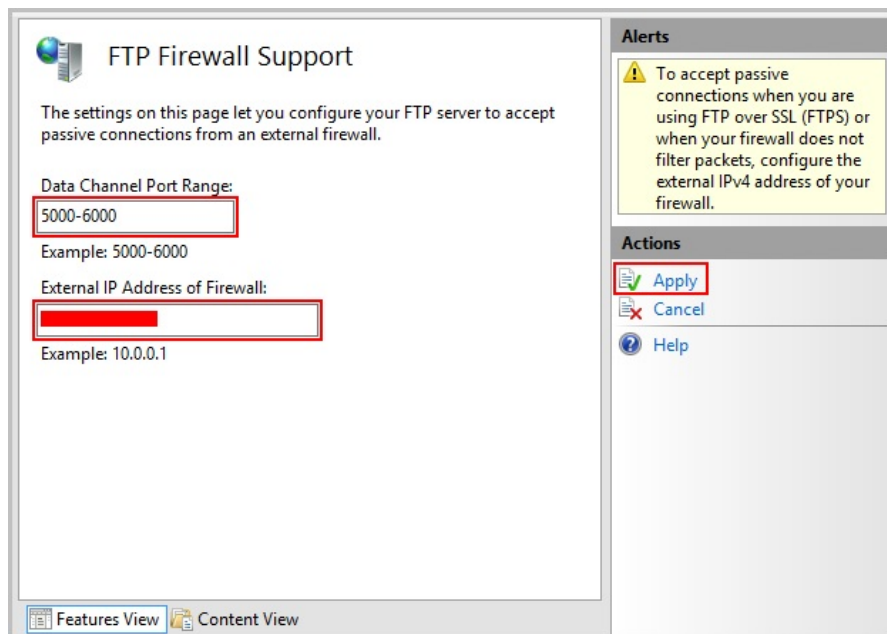 FTP Firewall Support
The settings on this page let you configure your FTP server to accept
passive connections from an external firewall.
Data Channel Port Range:
5000-6000
Example: 5000-6000
External IP Address of Firewall:
Example: 10.0.0.1
Features View
Content View
Alerts
To accept passive
connections when you are
using FTP over SSL (FTPS) or
when your firewall does not
filter packets, configure the
external IPv4 address of your
firewall.
Actions
Apply
Cancel
Help